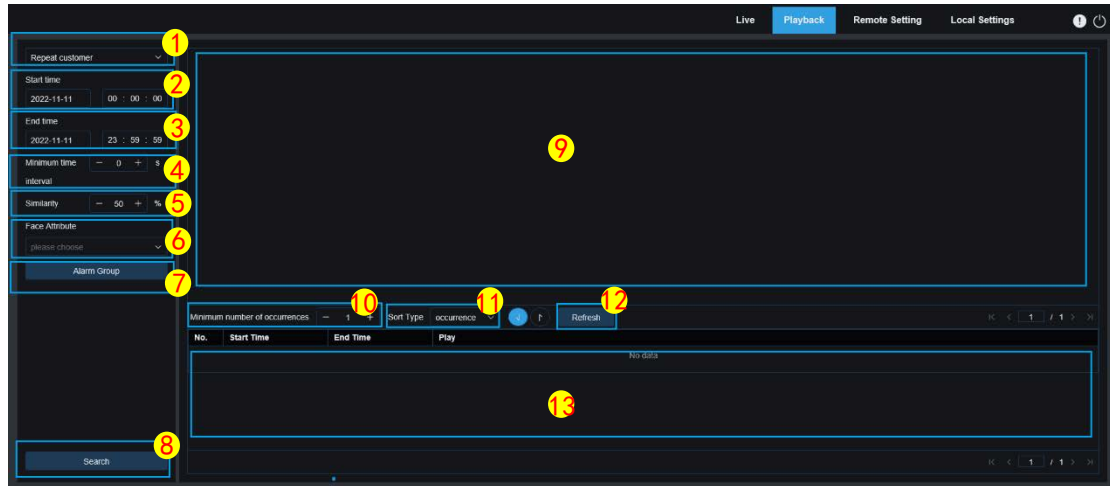 Live Playback Remote Setting Local Settings !
1
Repeat customer
Start time
2
2022-11-11 00 : 00 : 00
End time
3
2022-11-11 23 : 59 : 59
Minimum time − 0 + s
4
interval
Similarity − 50 + %
5
Face Attribute
6
please choose
Alarm Group
7
8
Search
9
10 11 12
Minimum number of occurrences − 1 + Sort Type occurrence Refresh 1 / 1
No. Start Time End Time Play
No data
13
1 / 1